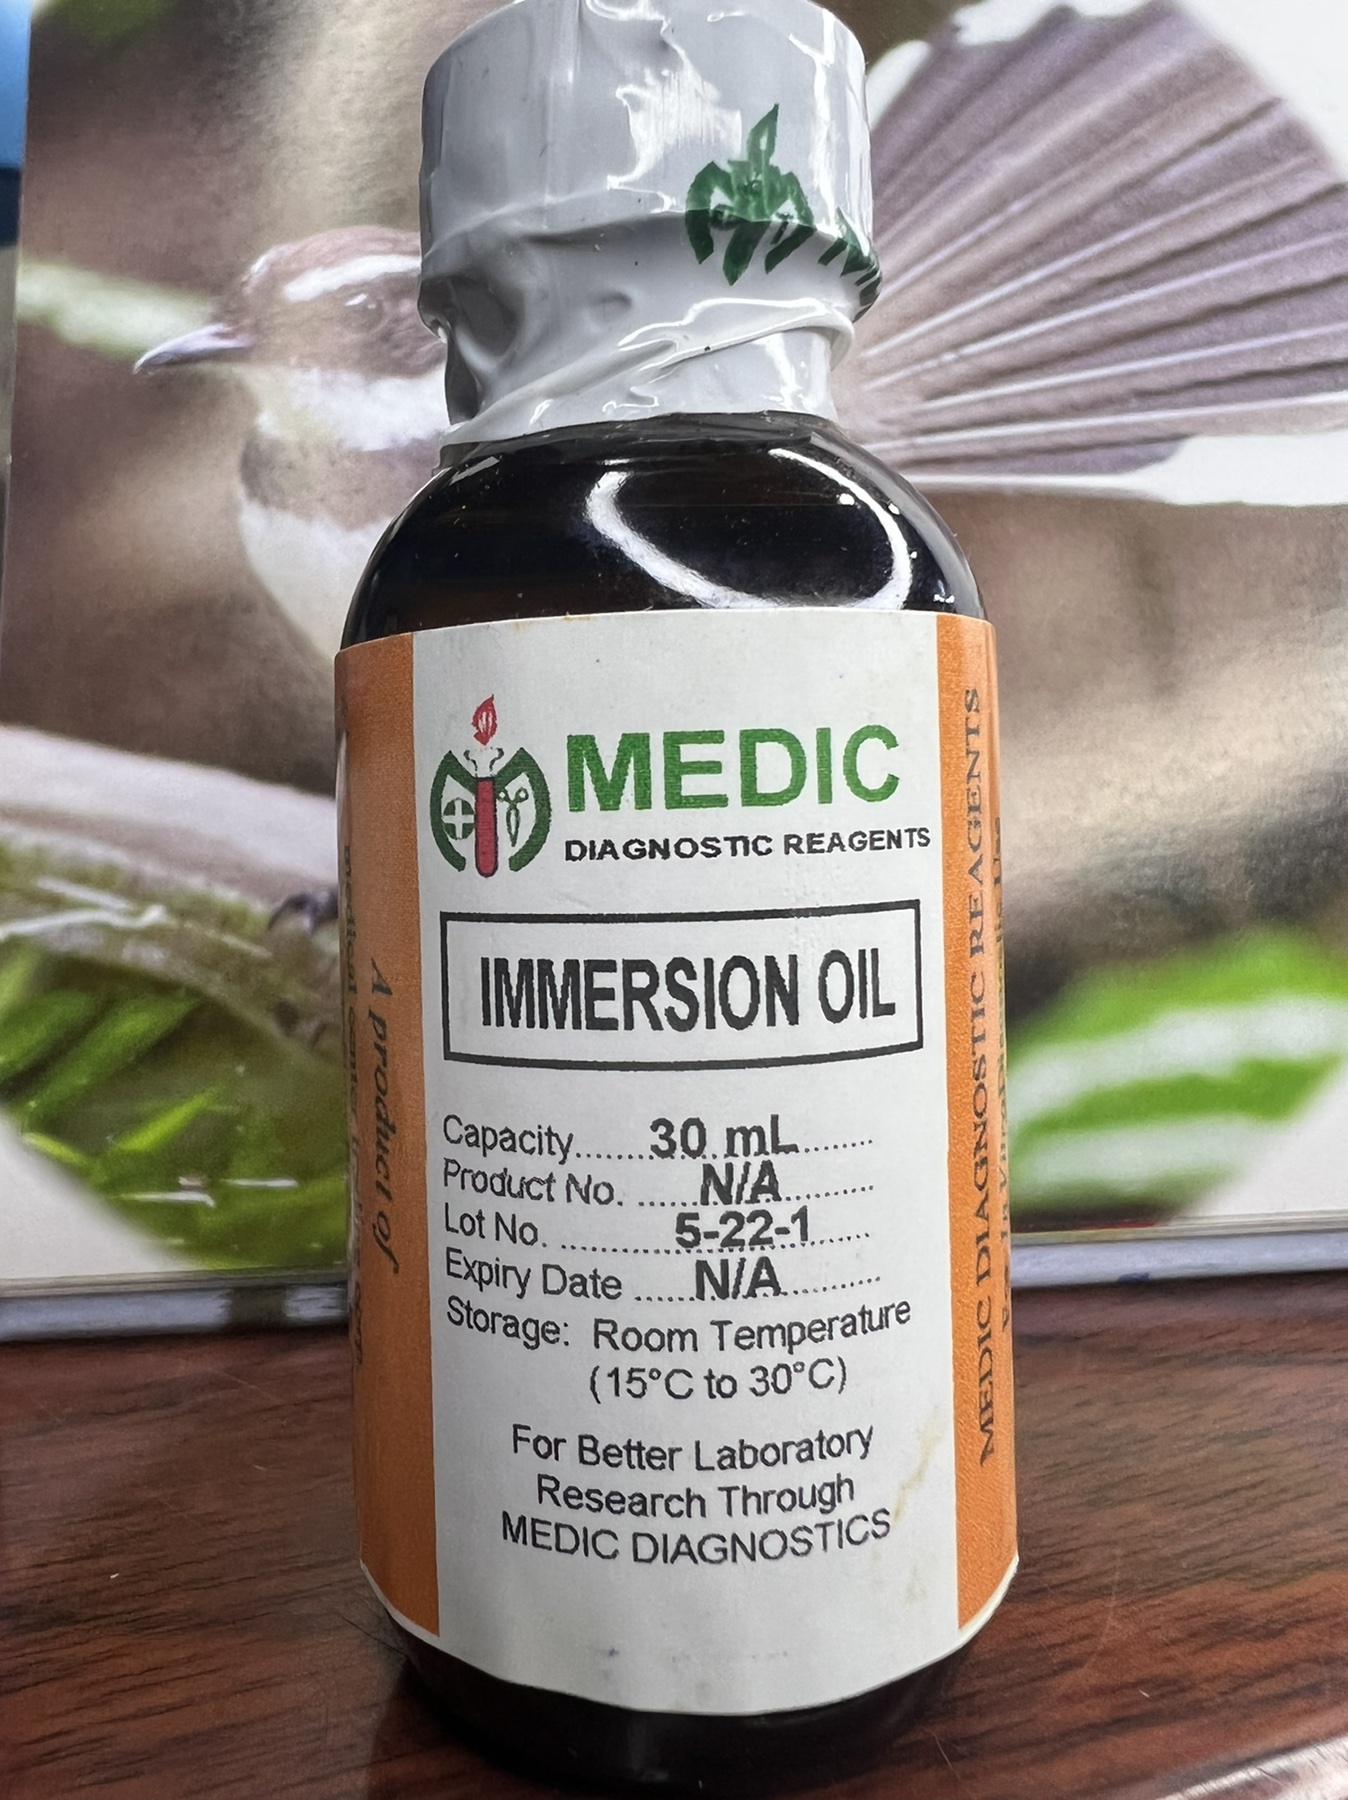 MEDIC
DIAGNOSTIC REAGENTS
IMMERSION OIL
Capacity......30 mL........
Product No. ......N/A..........
Lot No. ...........5-22-1......
Expiry Date ......N/A..........
Storage: Room Temperature
(15°C to 30°C)
For Better Laboratory
Research Through
MEDIC DIAGNOSTICS
A product of
MEDIC DIAGNOSTIC REAGENTS